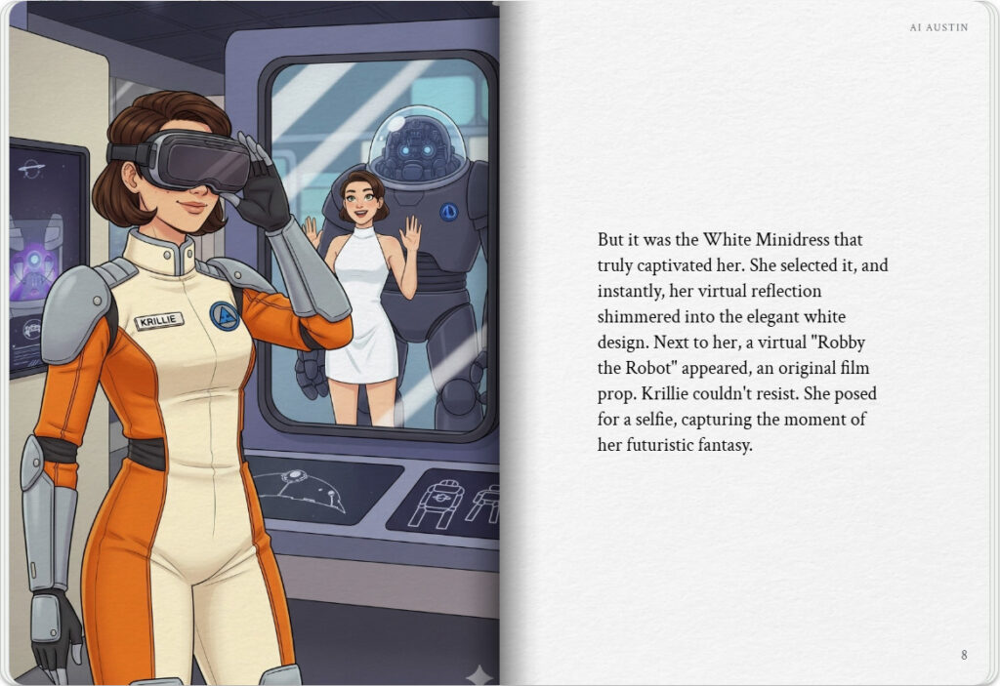 KRILLIE
AI AUSTIN
But it was the White Minidress that
truly captivated her. She selected it, and
instantly, her virtual reflection
shimmered into the elegant white
design. Next to her, a virtual "Robby
the Robot" appeared, an original film
prop. Krillie couldn't resist. She posed
for a selfie, capturing the moment of
her futuristic fantasy.
8